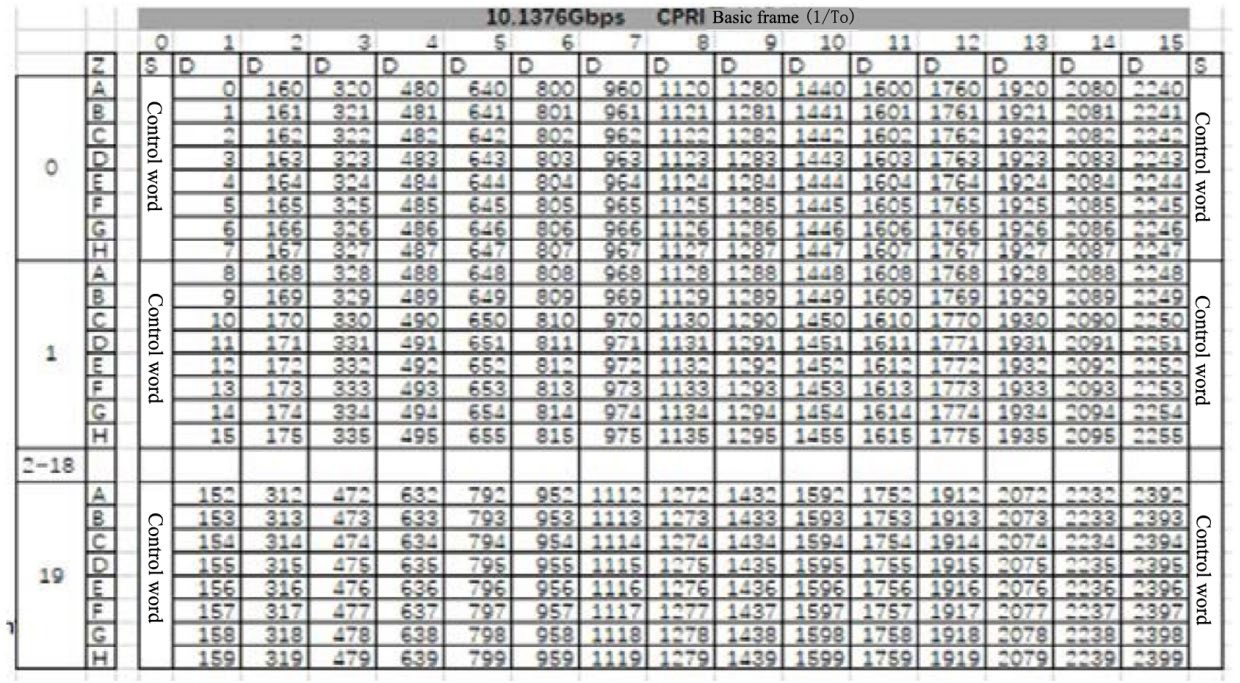 10.1376Gbps CPRI Basic frame (1/To)
0 1 2 3 4 5 6 7 8 9 10 11 12 13 14 15
Z S D D D D D D D D D D D D D D D S
0 Control word Control word
A 0 160 320 480 640 800 960 1120 1280 1440 1600 1760 1920 2080 2240
B 1 161 321 481 641 801 961 1121 1281 1441 1601 1761 1921 2081 2241
C 2 162 322 482 642 802 962 1122 1282 1442 1602 1762 1922 2082 2242
D 3 163 323 483 643 803 963 1123 1283 1443 1603 1763 1923 2083 2243
E 4 164 324 484 644 804 964 1124 1284 1444 1604 1764 1924 2084 2244
F 5 165 325 485 645 805 965 1125 1285 1445 1605 1765 1925 2085 2245
G 6 166 326 486 646 806 966 1126 1286 1446 1606 1766 1926 2086 2246
H 7 167 327 487 647 807 967 1127 1287 1447 1607 1767 1927 2087 2247
1 Control word Control word
A 8 168 328 488 648 808 968 1128 1288 1448 1608 1768 1928 2088 2248
B 9 169 329 489 649 809 969 1129 1289 1449 1609 1769 1929 2089 2249
C 10 170 330 490 650 810 970 1130 1290 1450 1610 1770 1930 2090 2250
D 11 171 331 491 651 811 971 1131 1291 1451 1611 1771 1931 2091 2251
E 12 172 332 492 652 812 972 1132 1292 1452 1612 1772 1932 2092 2252
F 13 173 333 493 653 813 973 1133 1293 1453 1613 1773 1933 2093 2253
G 14 174 334 494 654 814 974 1134 1294 1454 1614 1774 1934 2094 2254
H 15 175 335 495 655 815 975 1135 1295 1455 1615 1775 1935 2095 2255
2-18
19 Control word Control word
A 152 312 472 632 792 952 1112 1272 1432 1592 1752 1912 2072 2232 2392
B 153 313 473 633 793 953 1113 1273 1433 1593 1753 1913 2073 2233 2393
C 154 314 474 634 794 954 1114 1274 1434 1594 1754 1914 2074 2234 2394
D 155 315 475 635 795 955 1115 1275 1435 1595 1755 1915 2075 2235 2395
E 156 316 476 636 796 956 1116 1276 1436 1596 1756 1916 2076 2236 2396
F 157 317 477 637 797 957 1117 1277 1437 1597 1757 1917 2077 2237 2397
G 158 318 478 638 798 958 1118 1278 1438 1598 1758 1918 2078 2238 2398
H 159 319 479 639 799 959 1119 1279 1439 1599 1759 1919 2079 2239 2399